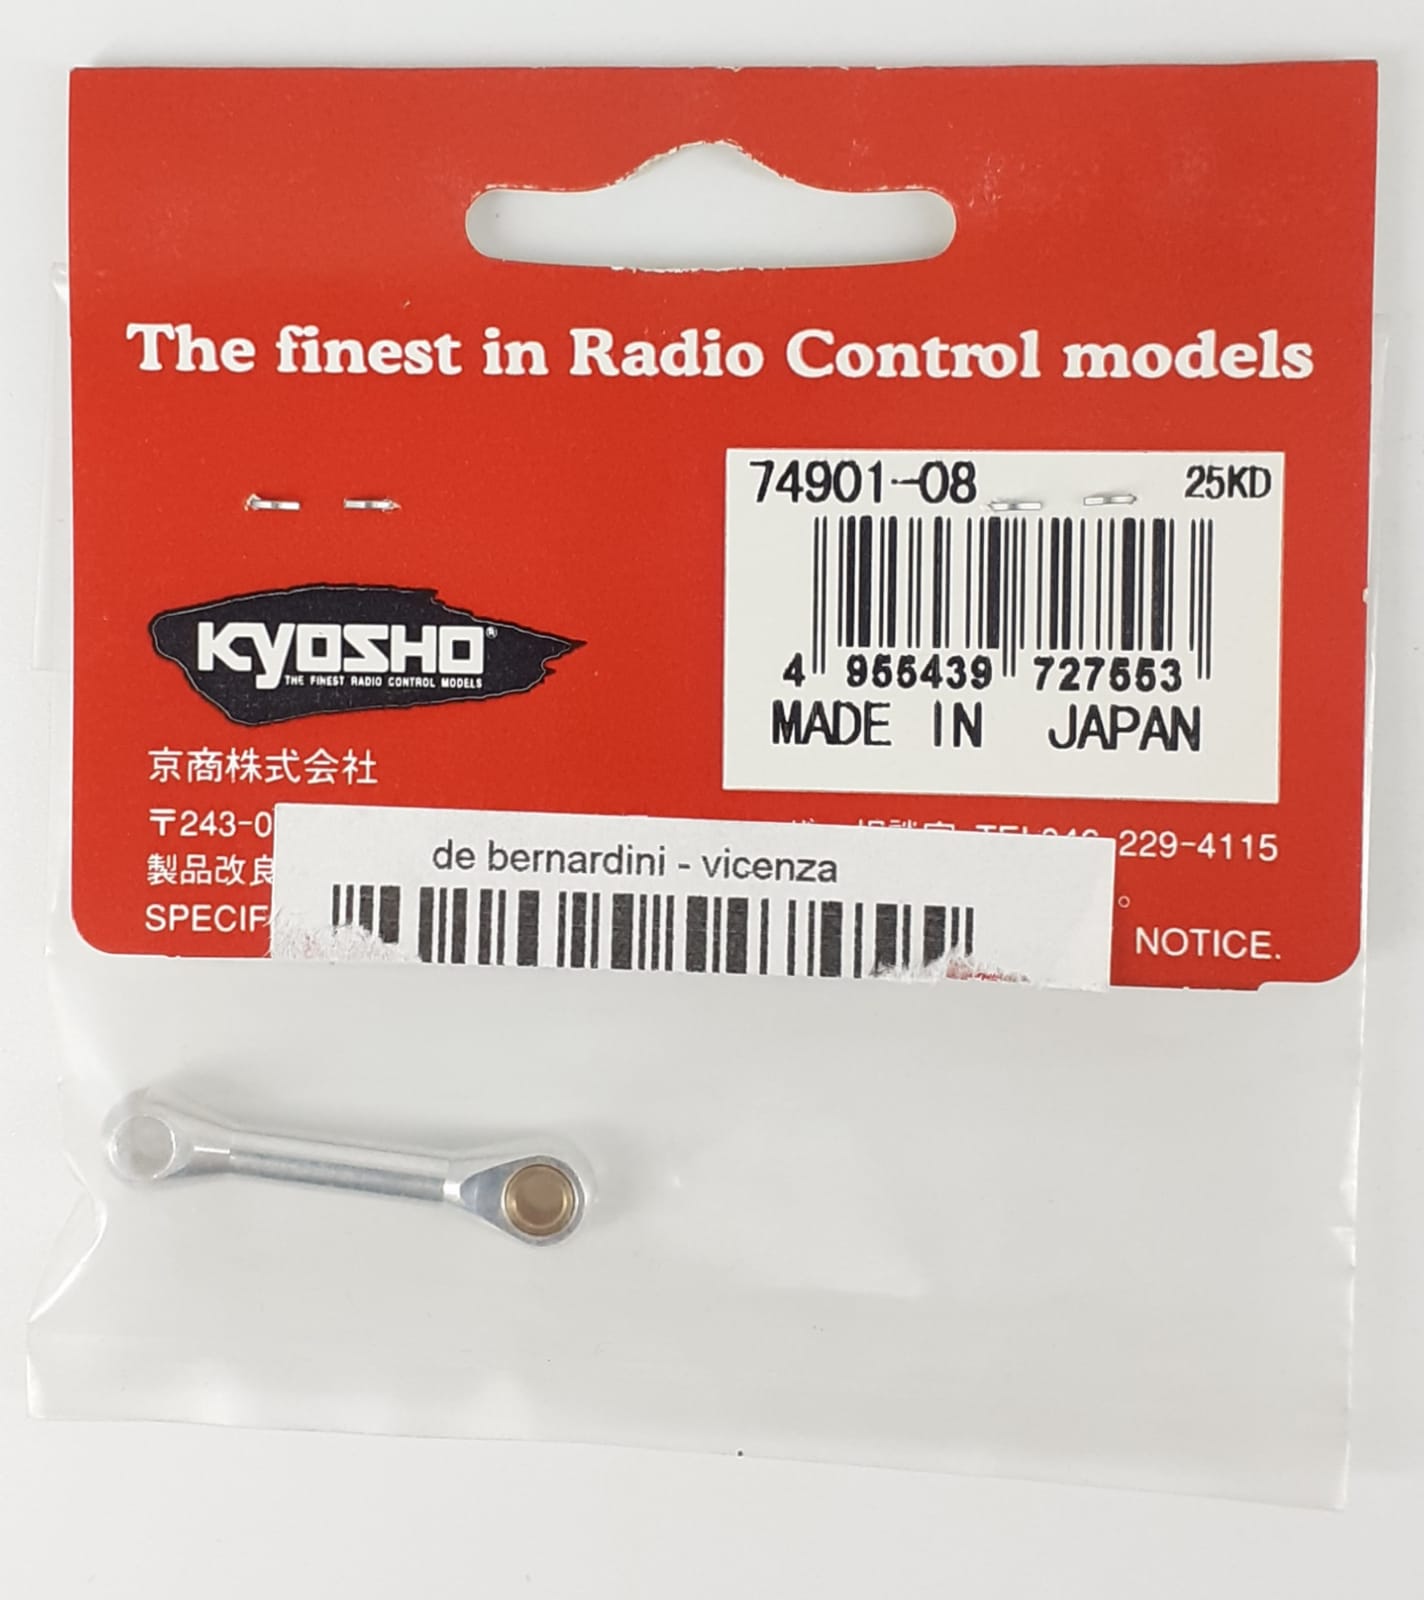 The finest in Radio Control models
74901-08 25KD
4 955439 727553
MADE IN JAPAN
KYOSHO®
THE FINEST RADIO CONTROL MODELS
京商株式会社
〒243-0
229-4115
製品改良
NOTICE.
de bernardini - vicenza